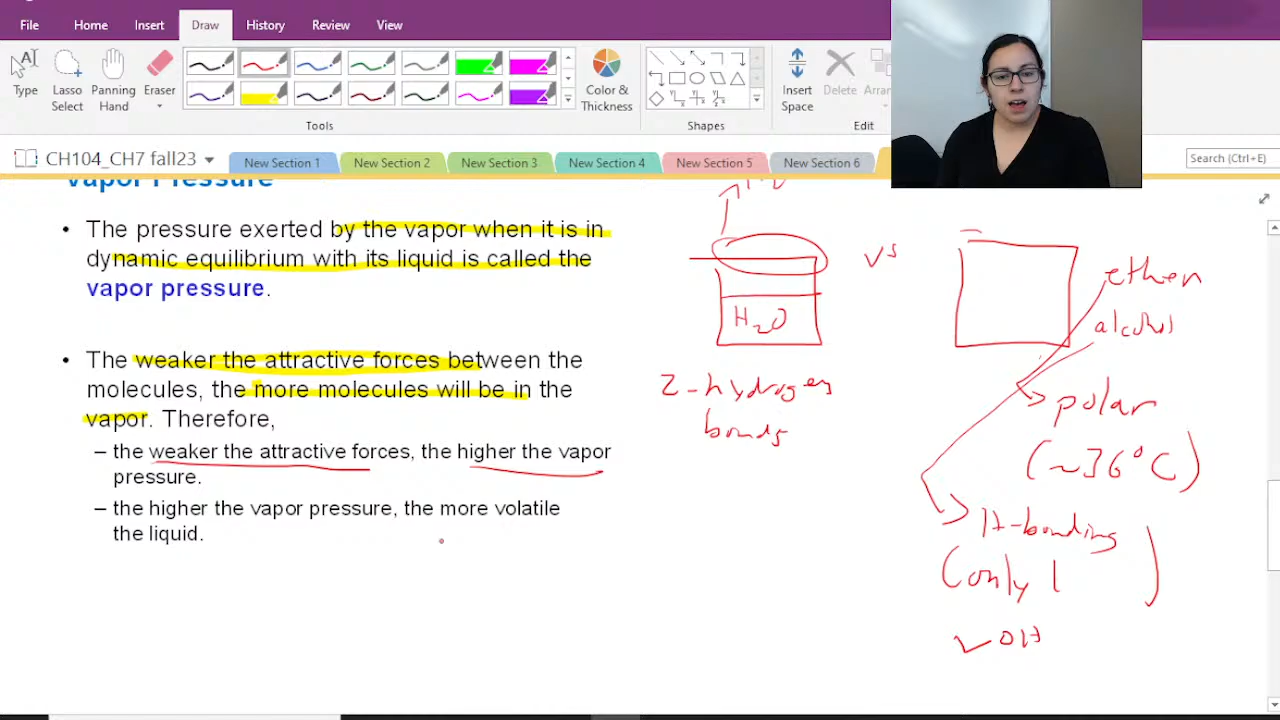 File Home Insert Draw History Review View
Type
Lasso Select
Panning Hand
Eraser
Color & Thickness
Insert Space
Delete
Tools
Shapes
Edit
CH104_CH7 fall23
New Section 1
New Section 2
New Section 3
New Section 4
New Section 5
New Section 6
Search (Ctrl+E)
Vapor Pressure
• The pressure exerted by the vapor when it is in
dynamic equilibrium with its liquid is called the
vapor pressure.
• The weaker the attractive forces between the
molecules, the more molecules will be in the
vapor. Therefore,
– the weaker the attractive forces, the higher the vapor
pressure.
– the higher the vapor pressure, the more volatile
the liquid.
H2O
2-hydrogen
bonds
vs
ether
alcohol
polar
(~36°C)
H-bonding
(only 1 )
OH